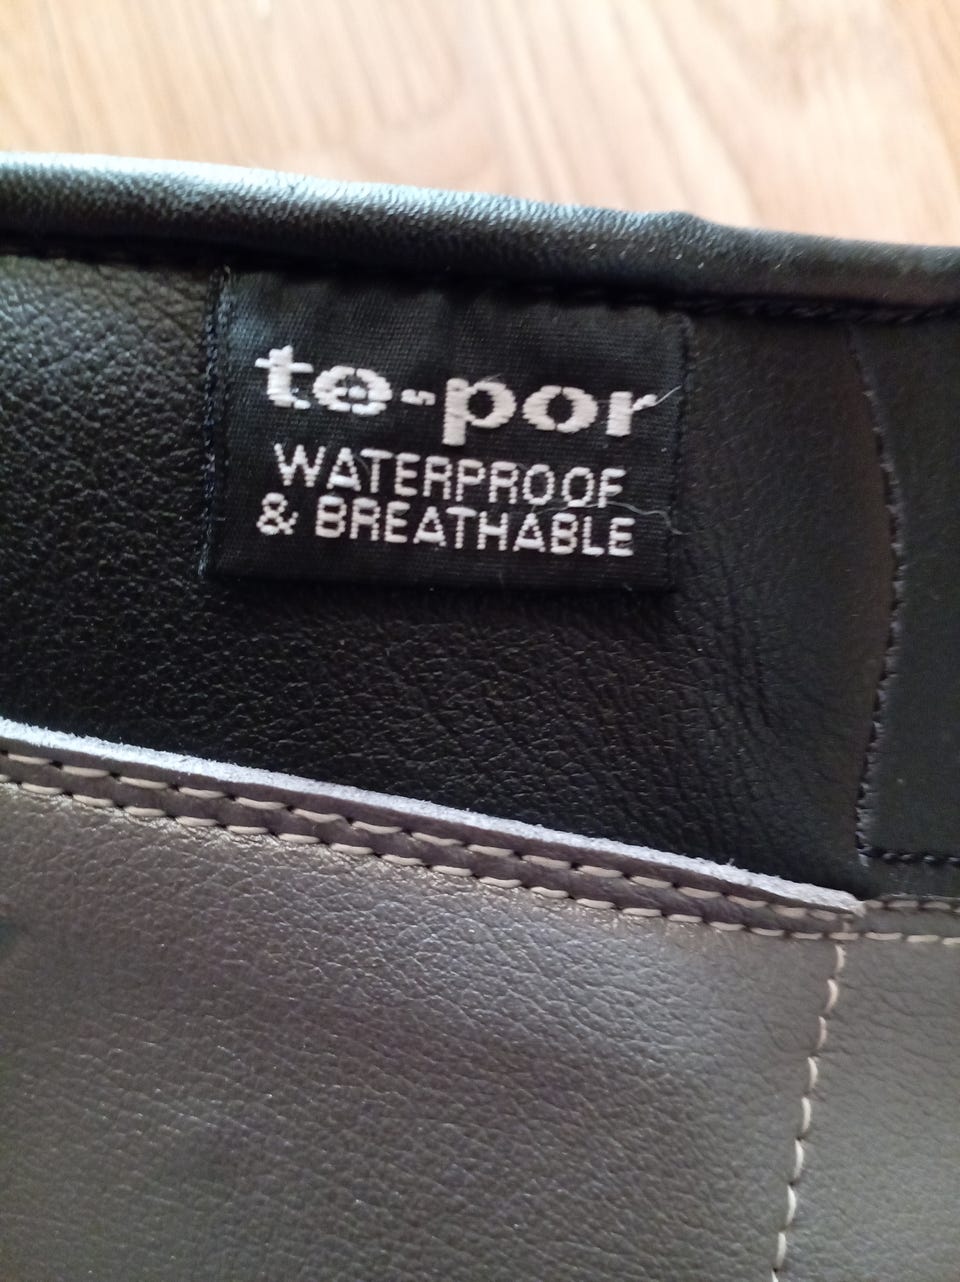 te-por
WATERPROOF
& BREATHABLE